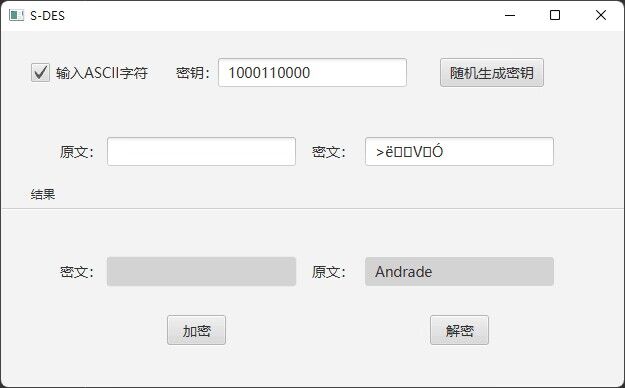 S-DES
输入ASCII字符 密钥： 1000110000 随机生成密钥
原文： 密文： >ë▯▯V▯Ó
结果
密文： 原文： Andrade
加密 解密